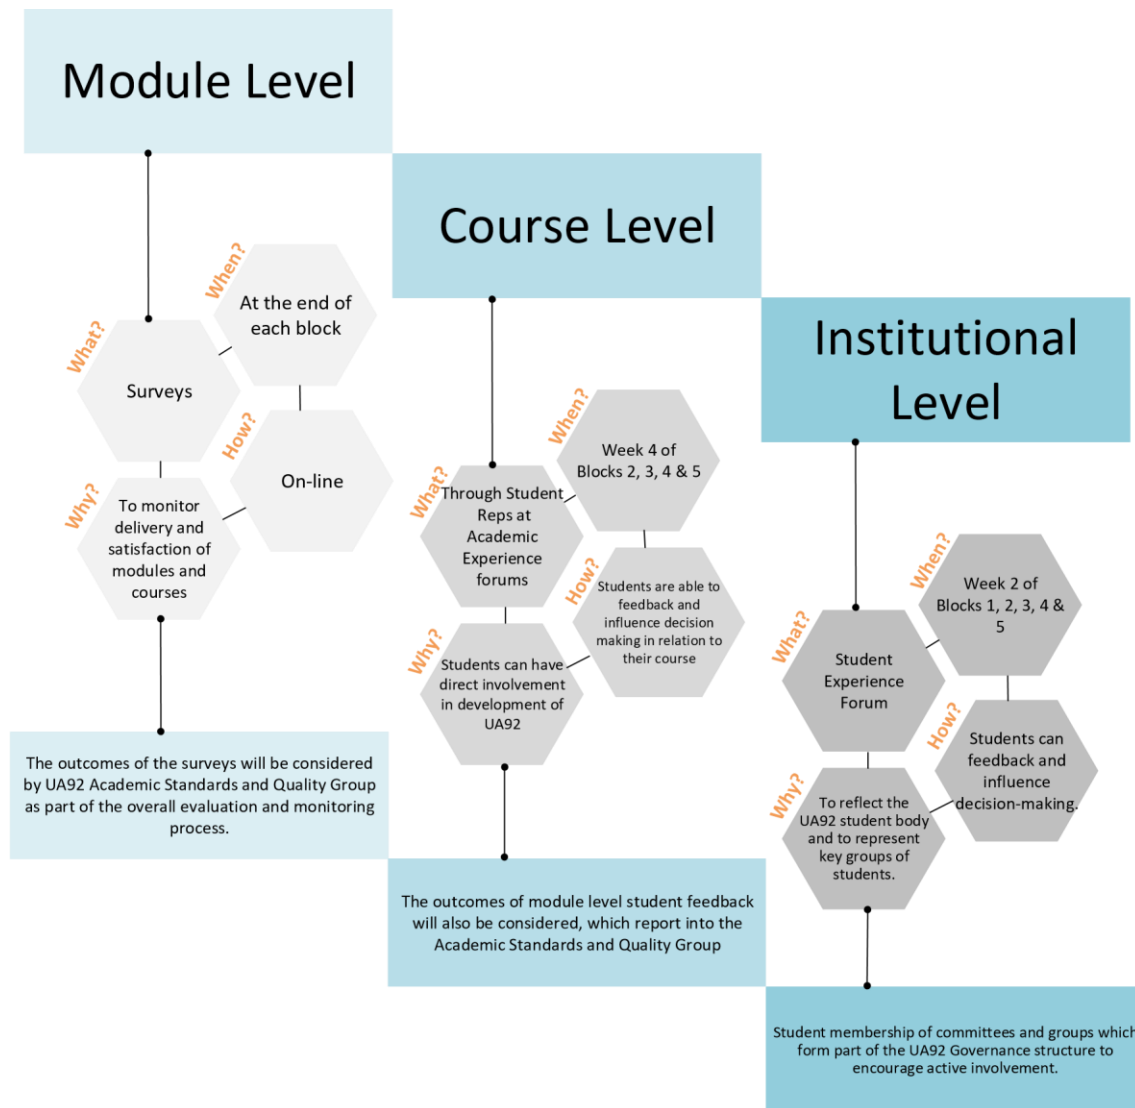 Module Level
When?
At the end of
each block
What?
Surveys
How?
On-line
Why?
To monitor
delivery and
satisfaction of
modules and
courses
The outcomes of the surveys will be considered
by UA92 Academic Standards and Quality Group
as part of the overall evaluation and monitoring
process.
Course Level
When?
Week 4 of
Blocks 2, 3, 4 & 5
What?
Through Student
Reps at
Academic
Experience
forums
How?
Students are able to
feedback and
influence decision
making in relation to
their course
Why?
Students can have
direct involvement
in development of
UA92
The outcomes of module level student feedback
will also be considered, which report into the
Academic Standards and Quality Group
Institutional
Level
When?
Week 2 of
Blocks 1, 2, 3, 4 &
5
What?
Student
Experience
Forum
How?
Students can
feedback and
influence
decision-making.
Why?
To reflect the
UA92 student body
and to represent
key groups of
students.
Student membership of committees and groups which
form part of the UA92 Governance structure to
encourage active involvement.